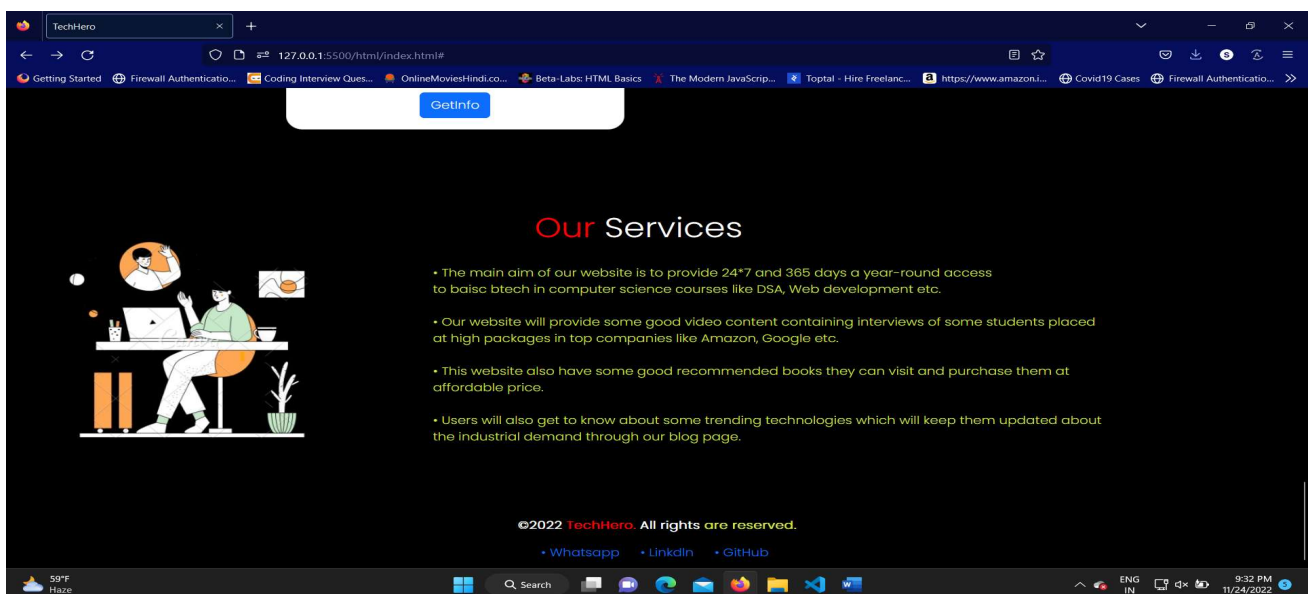 TechHero
127.0.0.1:5500/html/index.html#
Getting Started Firewall Authenticatio... Coding Interview Ques... OnlineMoviesHindi.co... Beta-Labs: HTML Basics The Modern JavaScrip... Toptal - Hire Freelanc... https://www.amazon.i... Covid19 Cases Firewall Authenticatio...
GetInfo
Our Services
• The main aim of our website is to provide 24*7 and 365 days a year-round access
to baisc btech in computer science courses like DSA, Web development etc.
• Our website will provide some good video content containing interviews of some students placed
at high packages in top companies like Amazon, Google etc.
• This website also have some good recommended books they can visit and purchase them at
affordable price.
• Users will also get to know about some trending technologies which will keep them updated about
the industrial demand through our blog page.
©2022 TechHero. All rights are reserved.
• Whatsapp • LinkdIn • GitHub
59°F
Haze
Search
ENG
IN
9:32 PM
11/24/2022
5